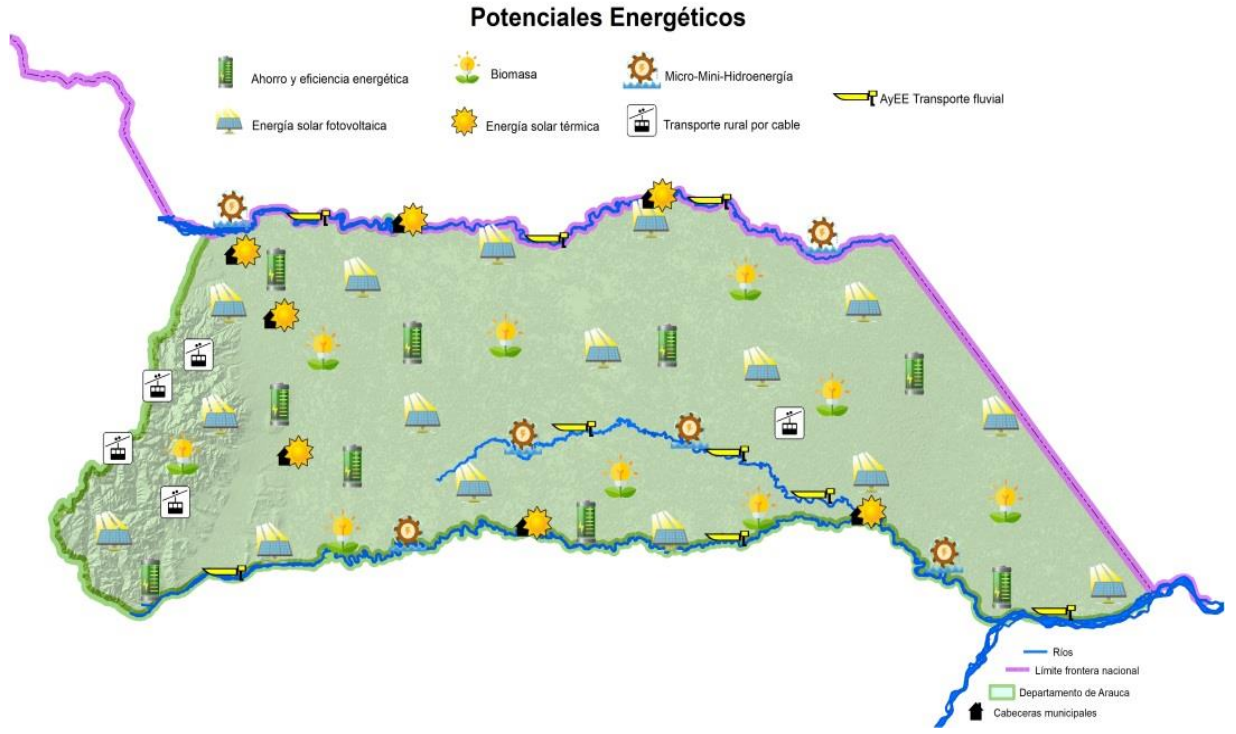 Potenciales Energéticos
Ahorro y eficiencia energética
Biomasa
Micro-Mini-Hidroenergía
AyEE Transporte fluvial
Energía solar fotovoltaica
Energía solar térmica
Transporte rural por cable
Ríos
Límite frontera nacional
Departamento de Arauca
Cabeceras municipales